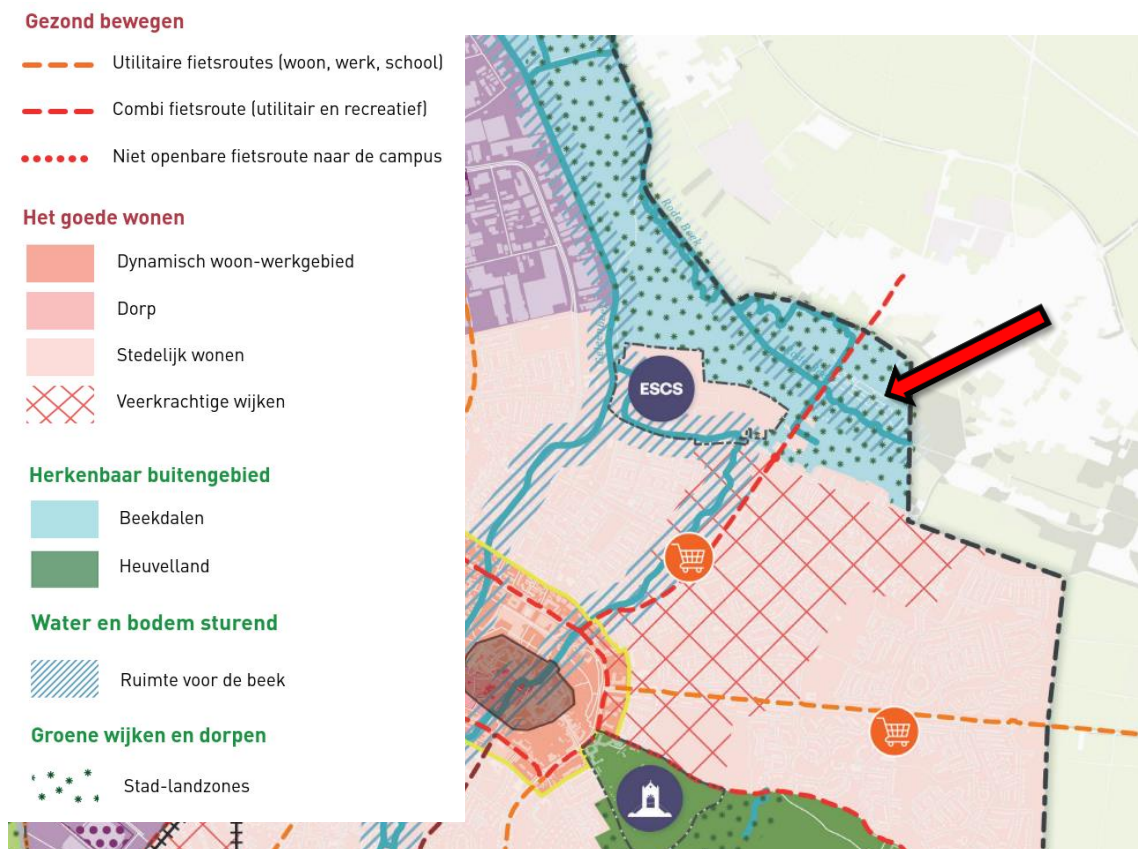 Gezond bewegen
Utilitaire fietsroutes (woon, werk, school)
Combi fietsroute (utilitair en recreatief)
Niet openbare fietsroute naar de campus
Het goede wonen
Dynamisch woon-werkgebied
Dorp
Stedelijk wonen
Veerkrachtige wijken
Herkenbaar buitengebied
Beekdalen
Heuvelland
Water en bodem sturend
Ruimte voor de beek
Groene wijken en dorpen
Stad-landzones
Rode Beek
ESCS